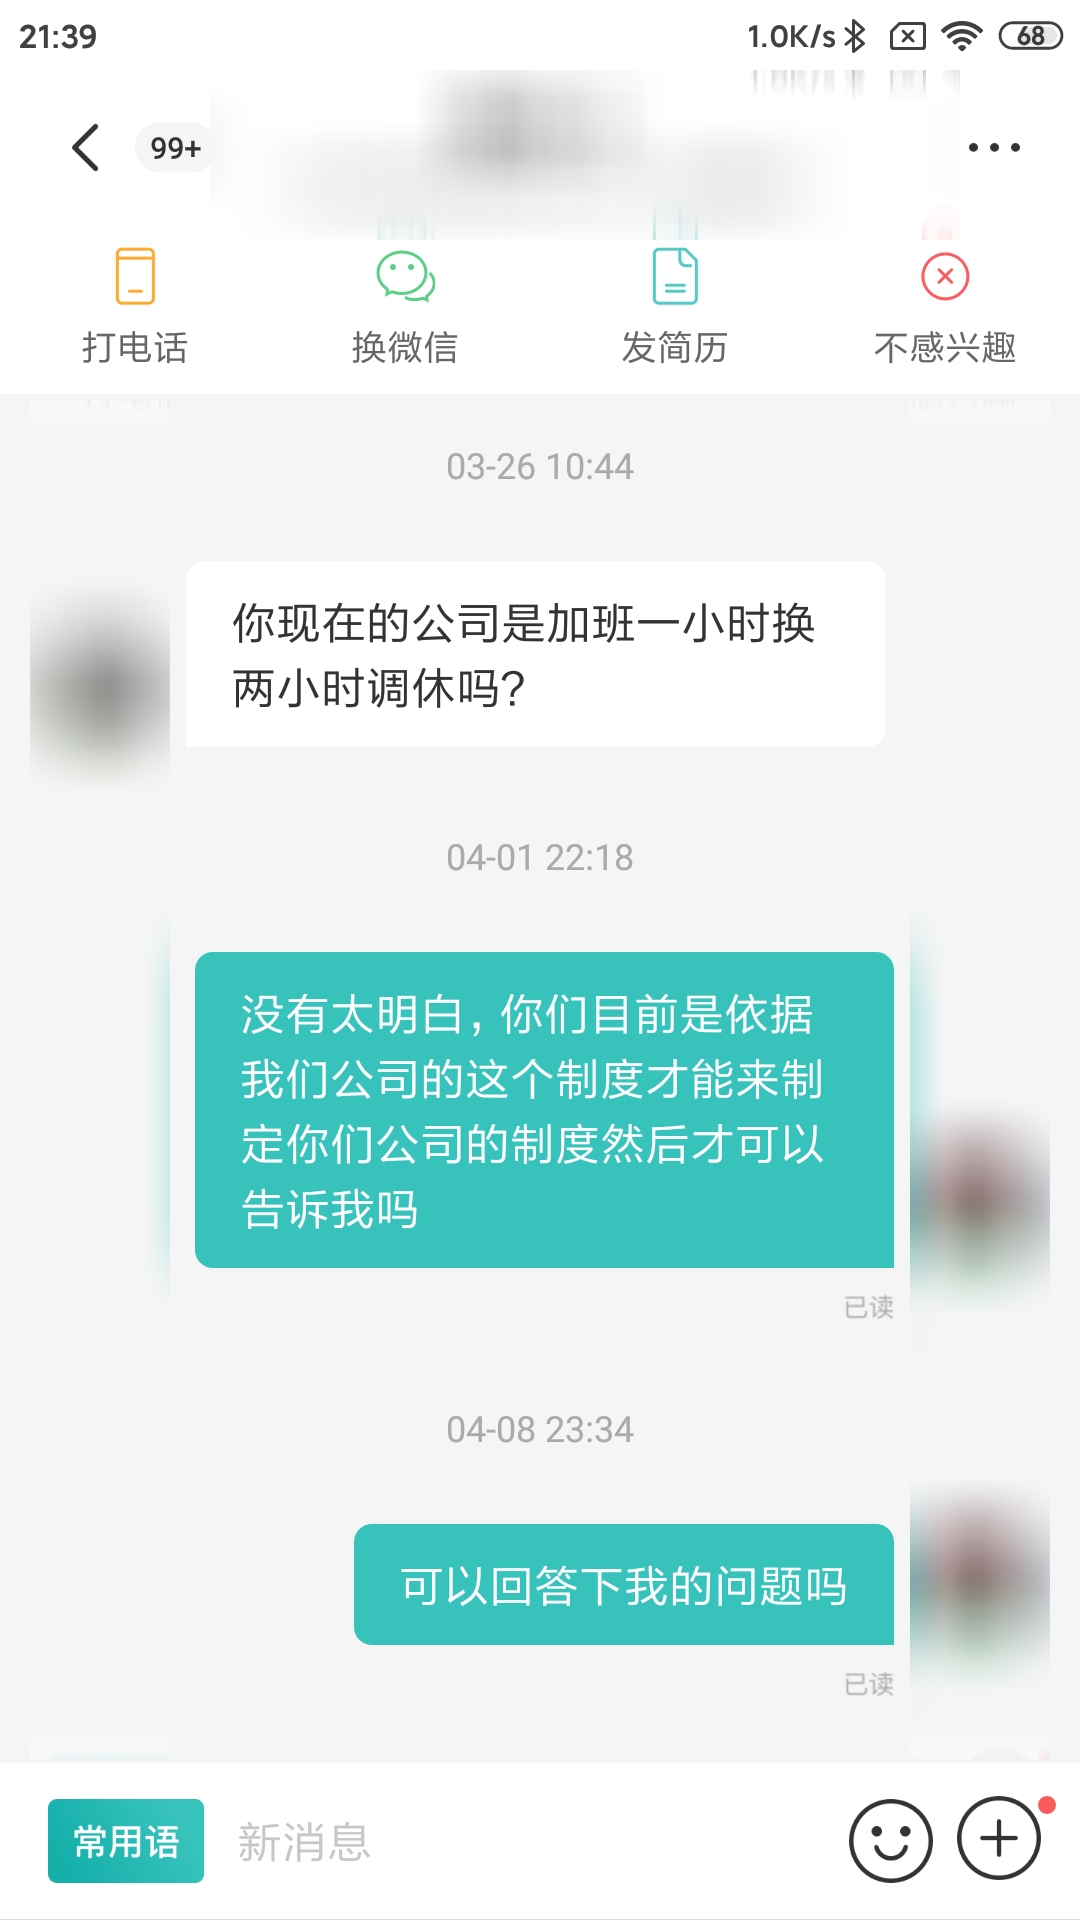 21:39
1.0K/s
68
99+
打电话
换微信
发简历
不感兴趣
03-26 10:44
你现在的公司是加班一小时换
两小时调休吗?
04-01 22:18
没有太明白,你们目前是依据
我们公司的这个制度才能来制
定你们公司的制度然后才可以
告诉我吗
已读
04-08 23:34
可以回答下我的问题吗
已读
常用语
新消息